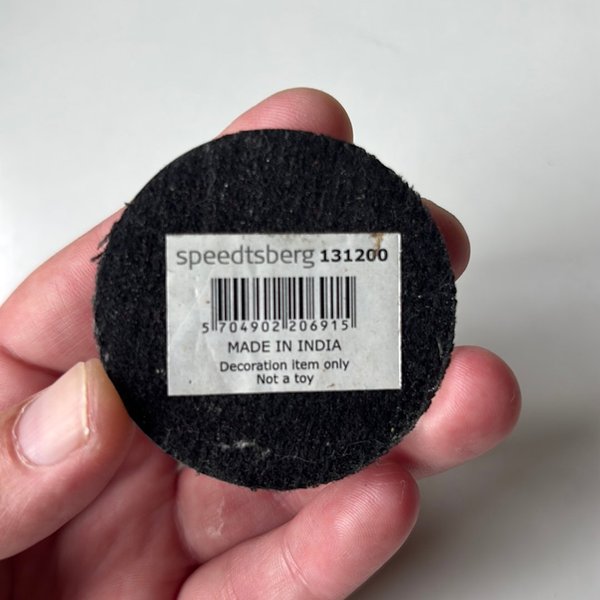 speedtsberg 131200
5 704902 206915
MADE IN INDIA
Decoration item only
Not a toy